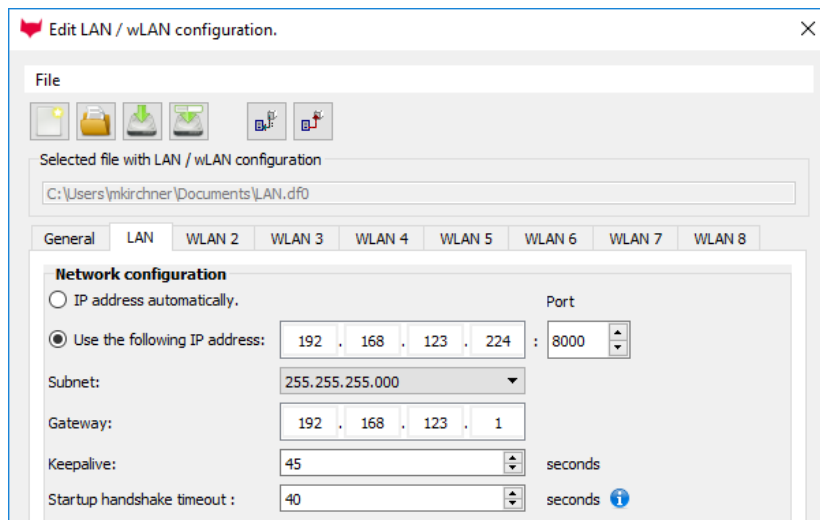 Edit LAN / wLAN configuration.
File
Selected file with LAN / wLAN configuration
C:\Users\mkirchner\Documents\LAN.df0
General LAN WLAN 2 WLAN 3 WLAN 4 WLAN 5 WLAN 6 WLAN 7 WLAN 8
Network configuration
IP address automatically. Port
Use the following IP address: 192 . 168 . 123 . 224 : 8000
Subnet: 255.255.255.000
Gateway: 192 . 168 . 123 . 1
Keepalive: 45 seconds
Startup handshake timeout : 40 seconds